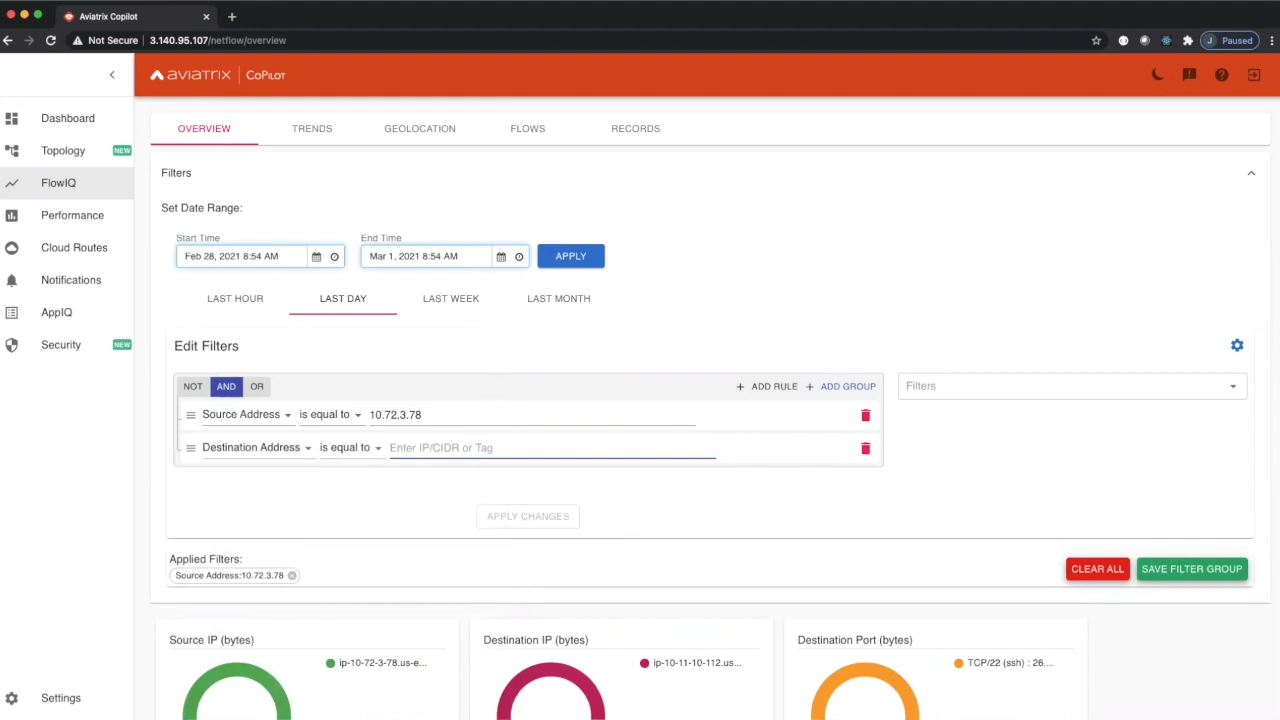 Aviatrix Copilot
Not Secure | 3.140.95.107/netflow/overview
J Paused
AVIATRIX | COPILOT
Dashboard
Topology NEW
FlowIQ
Performance
Cloud Routes
Notifications
AppIQ
Security NEW
Settings
OVERVIEW TRENDS GEOLOCATION FLOWS RECORDS
Filters
Set Date Range:
Start Time End Time
Feb 28, 2021 8:54 AM Mar 1, 2021 8:54 AM APPLY
LAST HOUR LAST DAY LAST WEEK LAST MONTH
Edit Filters
NOT AND OR + ADD RULE + ADD GROUP Filters
Source Address is equal to 10.72.3.78
Destination Address is equal to Enter IP/CIDR or Tag
APPLY CHANGES
Applied Filters:
Source Address:10.72.3.78
CLEAR ALL SAVE FILTER GROUP
Source IP (bytes) Destination IP (bytes) Destination Port (bytes)
ip-10-72-3-78.us-e... ip-10-11-10-112.us... TCP/22 (ssh) : 26....